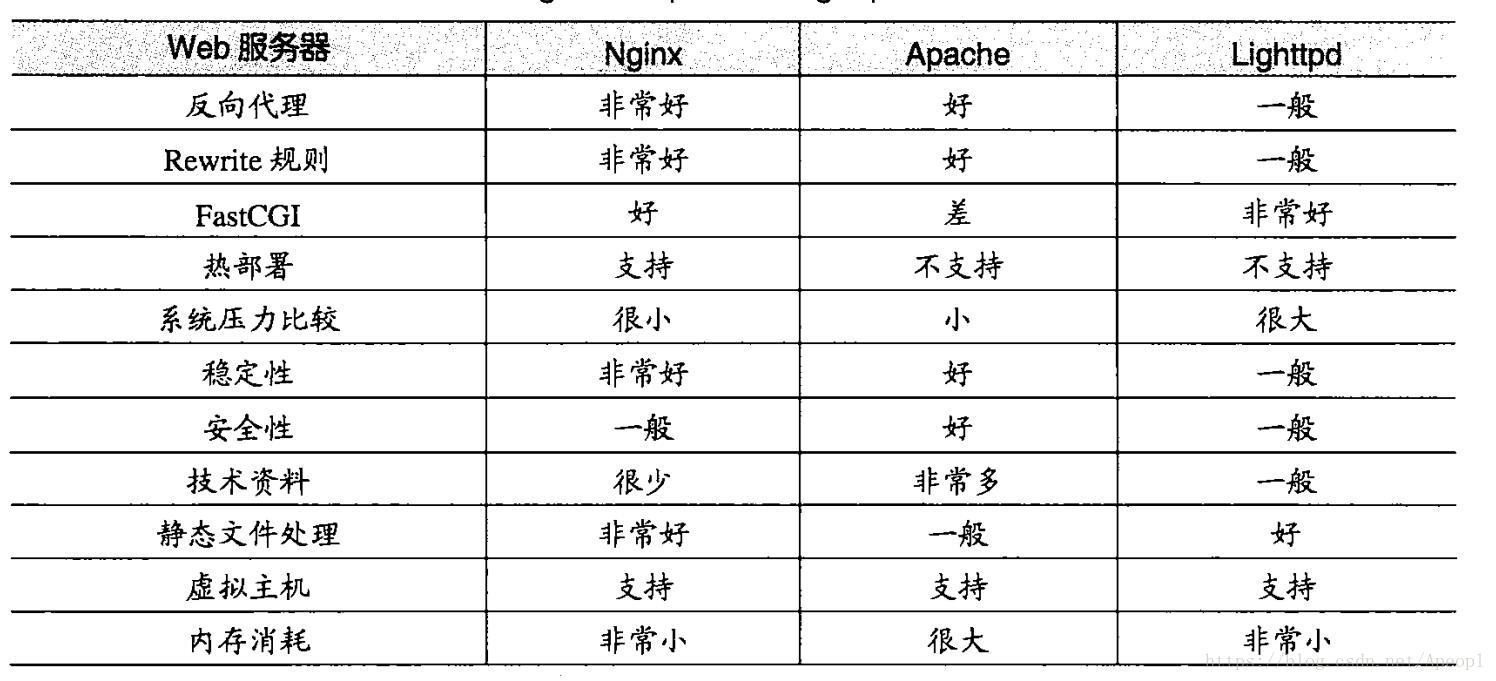 Web 服务器 Nginx Apache Lighttpd
反向代理 非常好 好 一般
Rewrite 规则 非常好 好 一般
FastCGI 好 差 非常好
热部署 支持 不支持 不支持
系统压力比较 很小 小 很大
稳定性 非常好 好 一般
安全性 一般 好 一般
技术资料 很少 非常多 一般
静态文件处理 非常好 一般 好
虚拟主机 支持 支持 支持
内存消耗 非常小 很大 非常小
https://blog.csdn.net/Apeopl